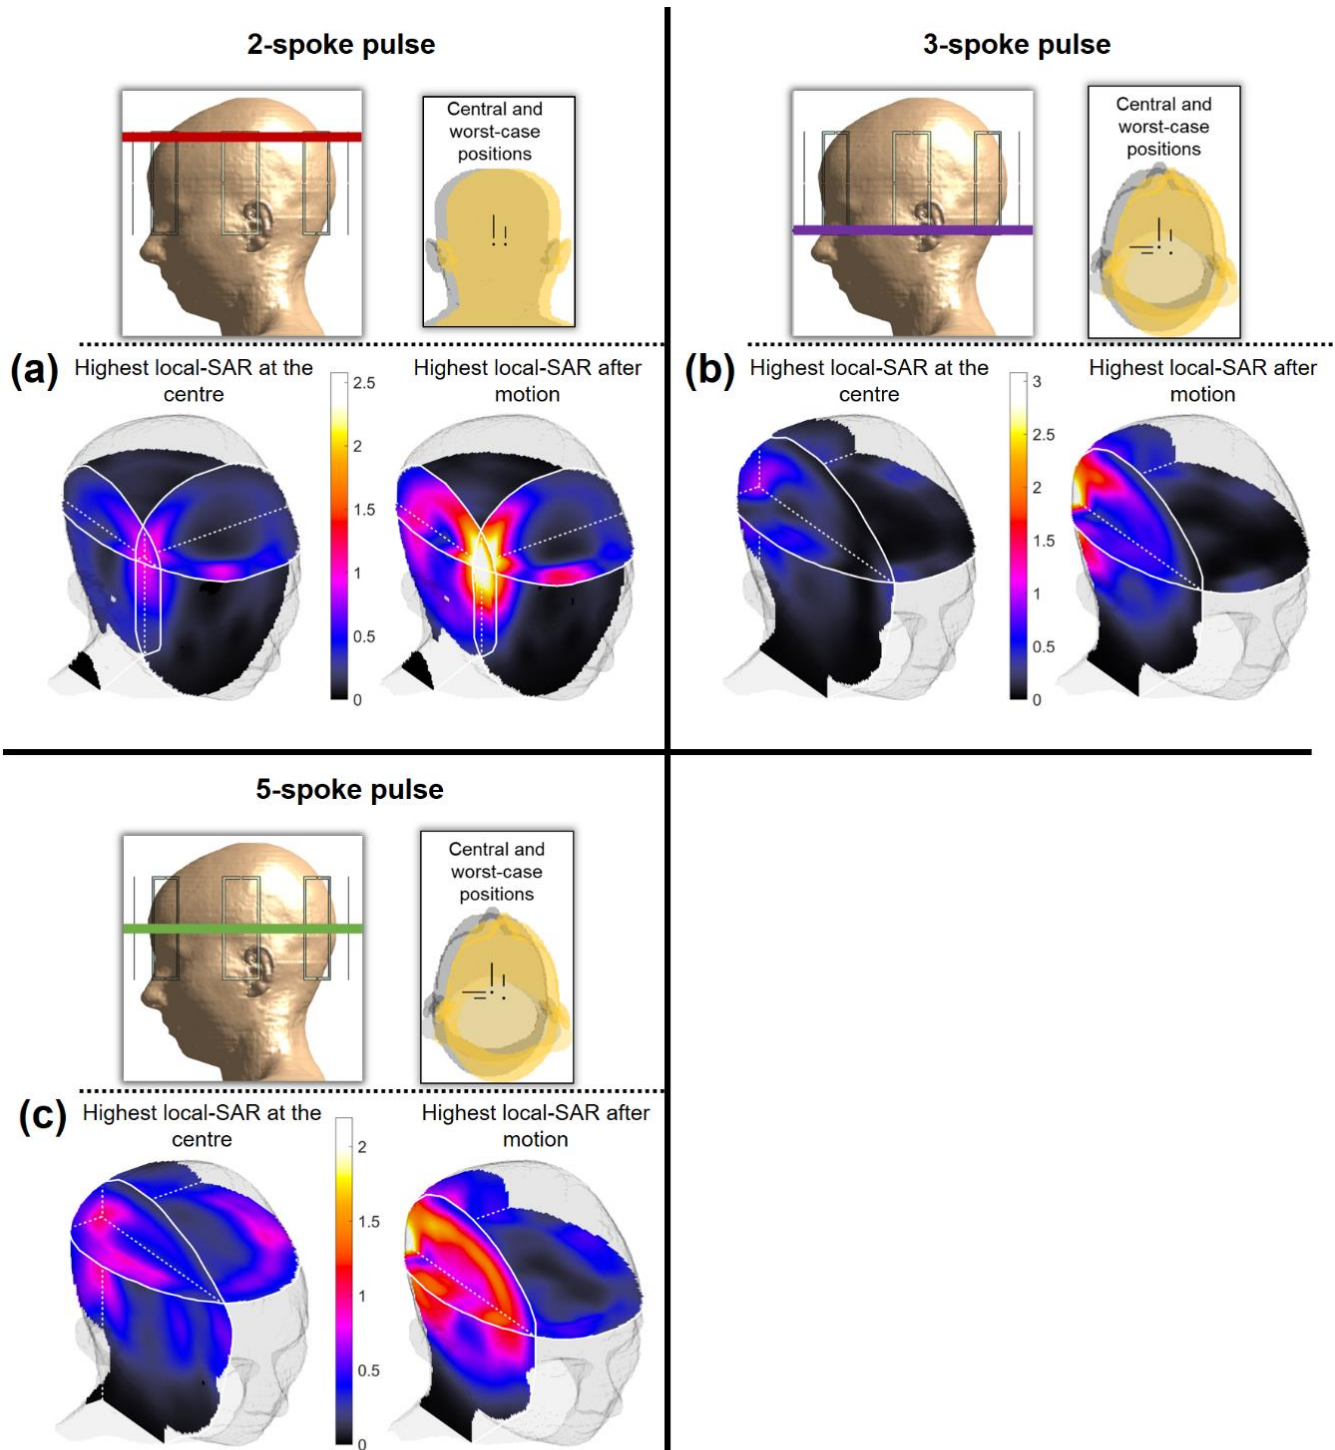 2-spoke pulse
Central and
worst-case
positions
(a)
Highest local-SAR at the
centre
2.5
2
1.5
1
0.5
0
Highest local-SAR after
motion
3-spoke pulse
Central and
worst-case
positions
(b)
Highest local-SAR at the
centre
3
2.5
2
1.5
1
0.5
0
Highest local-SAR after
motion
5-spoke pulse
Central and
worst-case
positions
(c)
Highest local-SAR at the
centre
2
1.5
1
0.5
0
Highest local-SAR after
motion